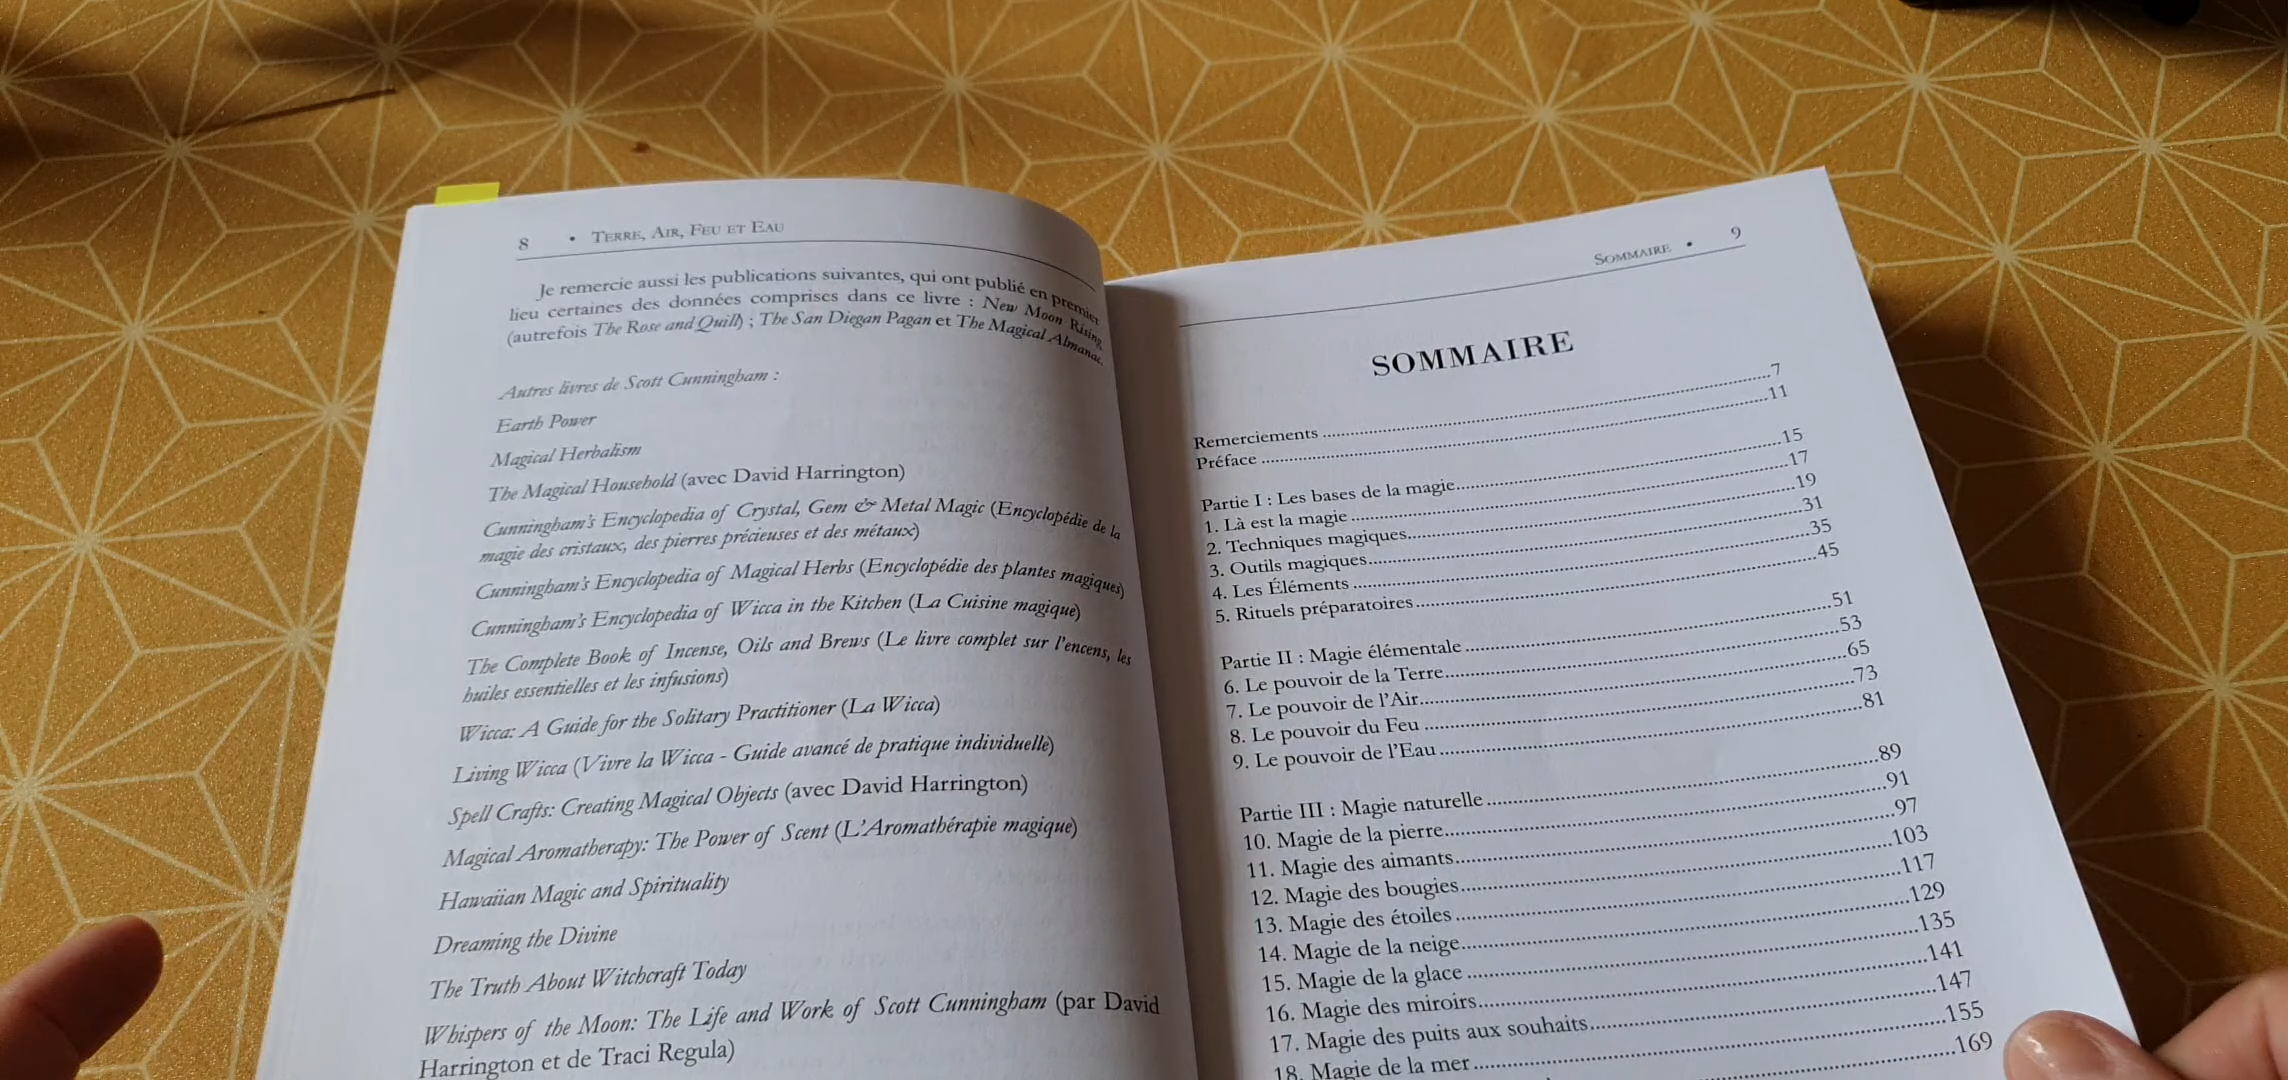 8 • Terre, Air, Feu et Eau
Je remercie aussi les publications suivantes, qui ont publié en premier
lieu certaines des données comprises dans ce livre : New Moon Rising,
(autrefois The Rose and Quill) ; The San Diegan Pagan et The Magical Almanac.
Autres livres de Scott Cunningham :
Earth Power
Magical Herbalism
The Magical Household (avec David Harrington)
Cunningham's Encyclopedia of Crystal, Gem & Metal Magic (Encyclopédie de la
magie des cristaux, des pierres précieuses et des métaux)
Cunningham's Encyclopedia of Magical Herbs (Encyclopédie des plantes magiques)
Cunningham's Encyclopedia of Wicca in the Kitchen (La Cuisine magique)
The Complete Book of Incense, Oils and Brews (Le livre complet sur l'encens, les
huiles essentielles et les infusions)
Wicca: A Guide for the Solitary Practitioner (La Wicca)
Living Wicca (Vivre la Wicca - Guide avancé de pratique individuelle)
Spell Crafts: Creating Magical Objects (avec David Harrington)
Magical Aromatherapy: The Power of Scent (L'Aromathérapie magique)
Hawaiian Magic and Spirituality
Dreaming the Divine
The Truth About Witchcraft Today
Whispers of the Moon: The Life and Work of Scott Cunningham (par David
Harrington et de Traci Regula)
Sommaire • 9
SOMMAIRE
Remerciements ........ 7
Préface ........ 11
Partie I : Les bases de la magie ........ 15
1. Là est la magie ........ 17
2. Techniques magiques ........ 19
3. Outils magiques ........ 31
4. Les Éléments ........ 35
5. Rituels préparatoires ........ 45
Partie II : Magie élémentale ........ 51
6. Le pouvoir de la Terre ........ 53
7. Le pouvoir de l'Air ........ 65
8. Le pouvoir du Feu ........ 73
9. Le pouvoir de l'Eau ........ 81
Partie III : Magie naturelle ........ 89
10. Magie de la pierre ........ 91
11. Magie des aimants ........ 97
12. Magie des bougies ........ 103
13. Magie des étoiles ........ 117
14. Magie de la neige ........ 129
15. Magie de la glace ........ 135
16. Magie des miroirs ........ 141
17. Magie des puits aux souhaits ........ 147
18. Magie de la mer ........ 155
169